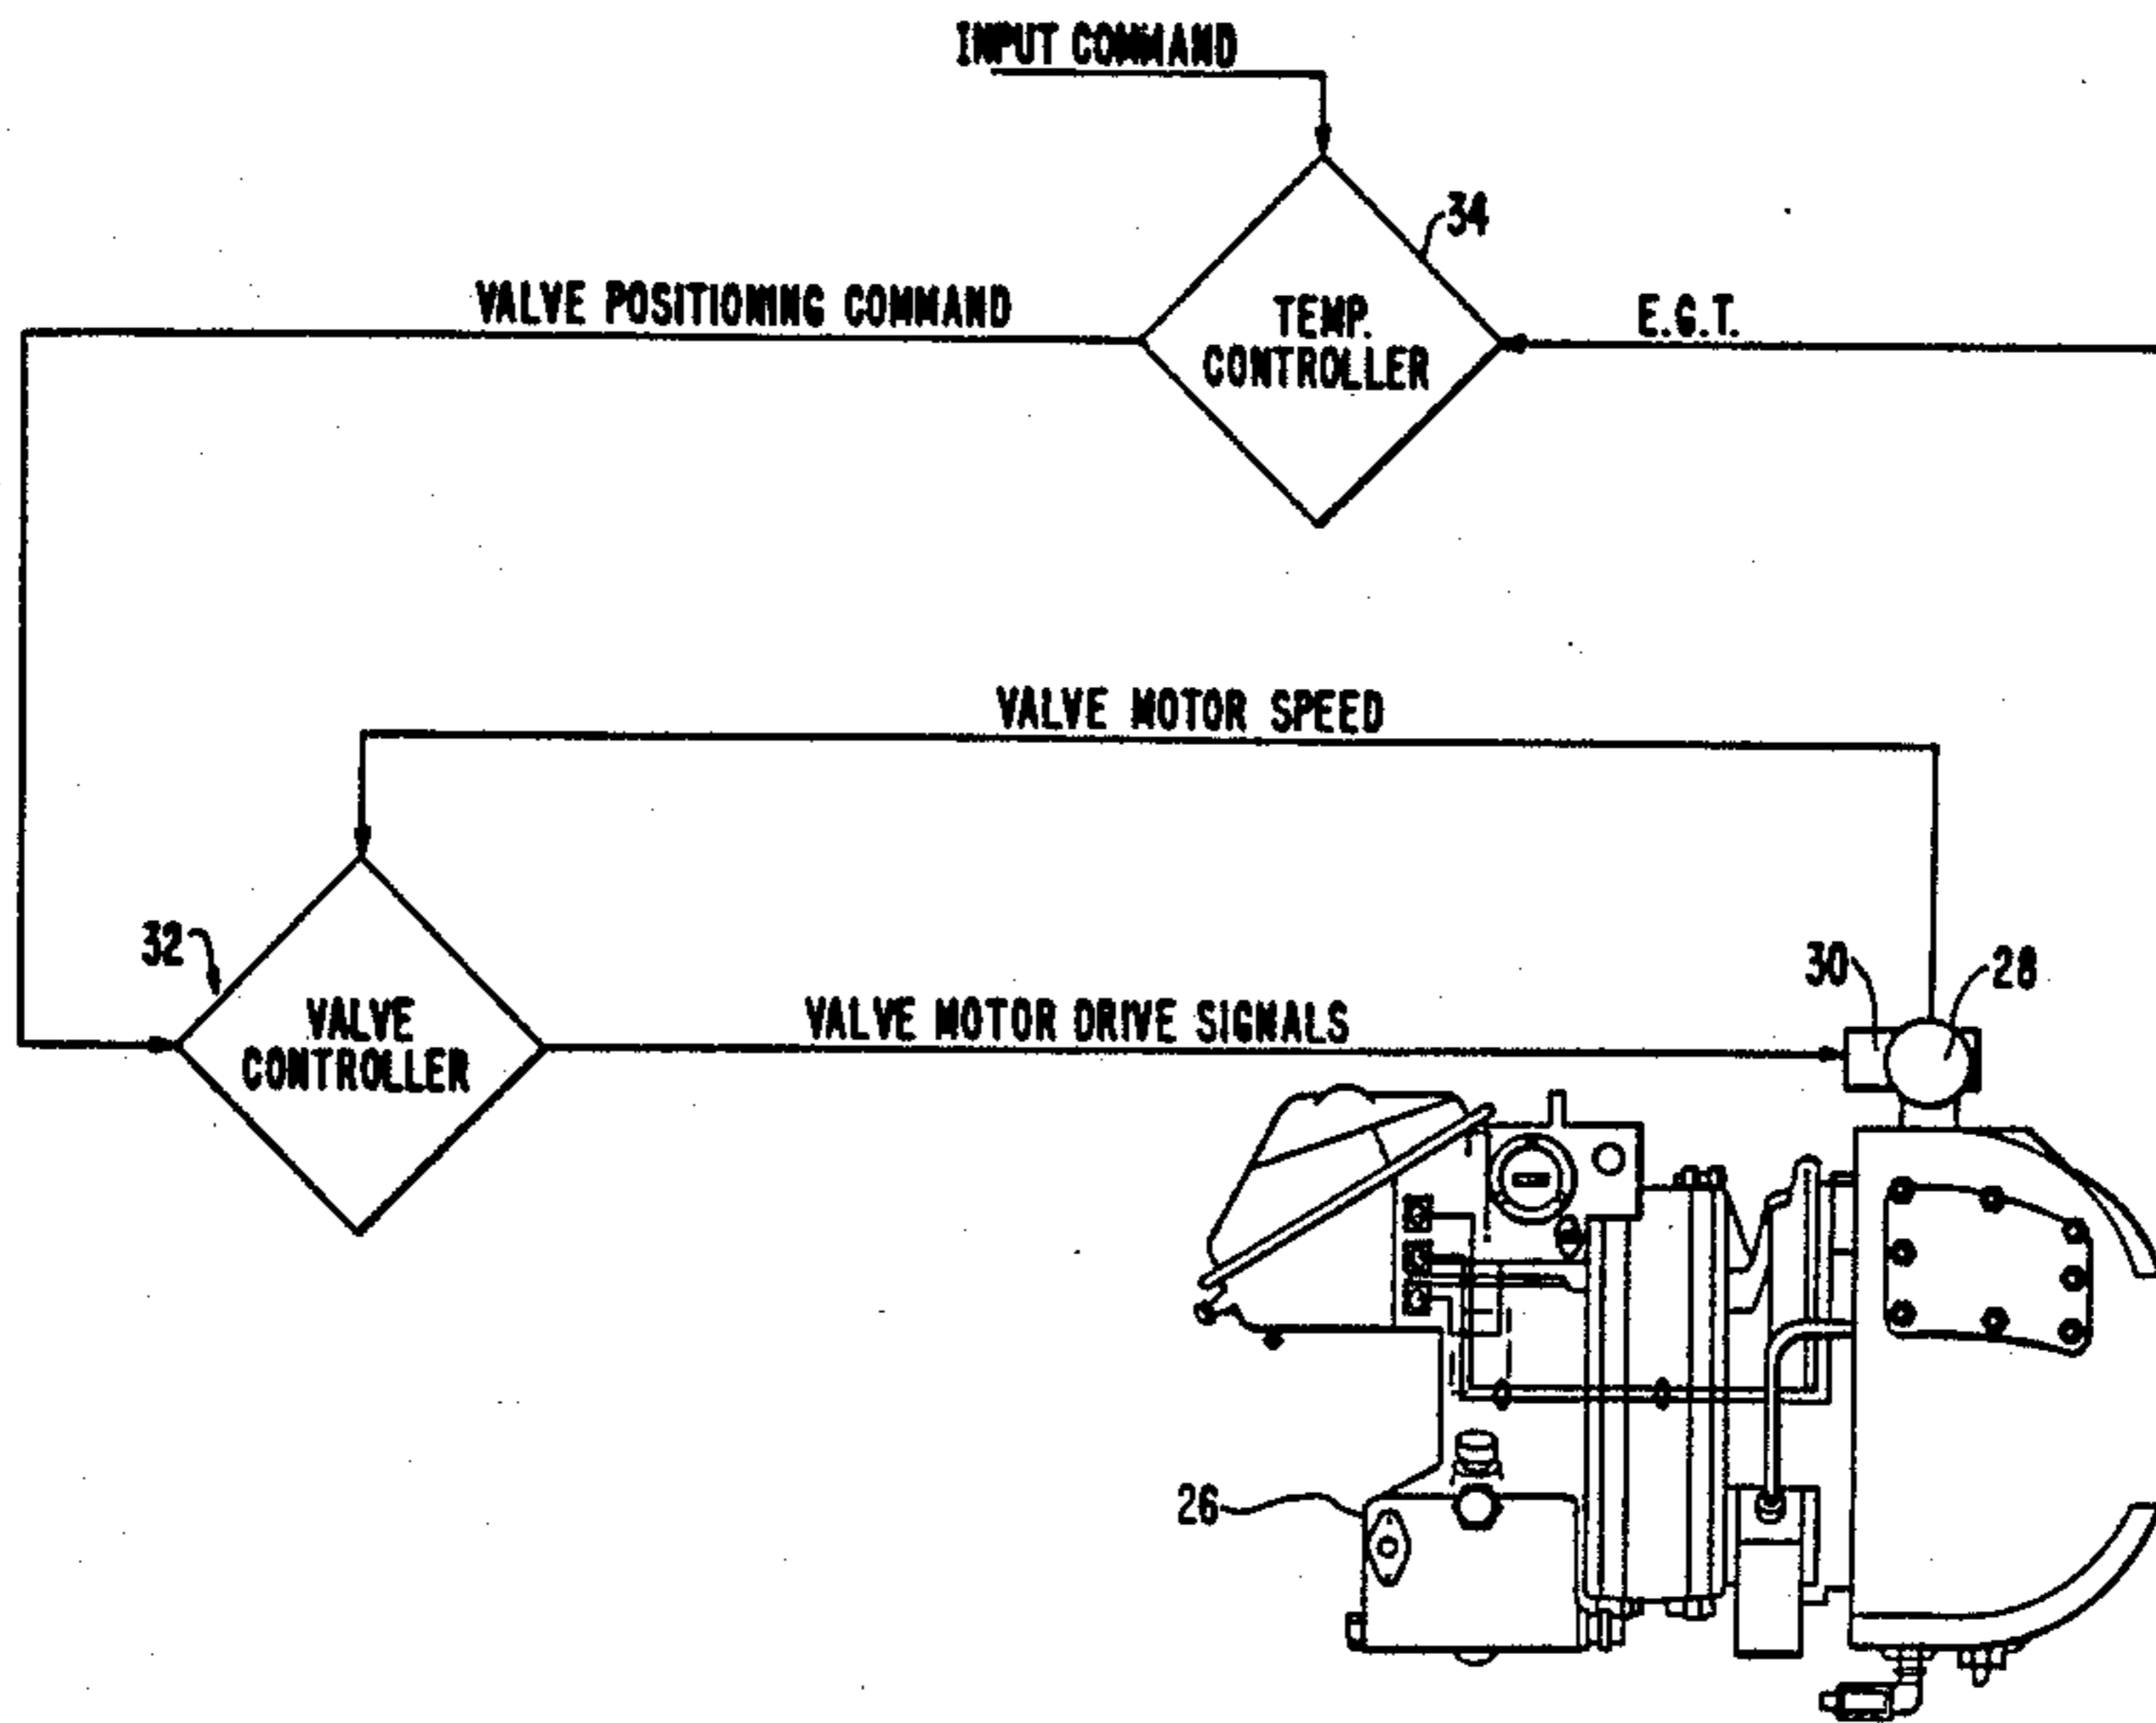 INPUT COMMAND
34
VALVE POSITIONING COMMAND
TEMP.
CONTROLLER
E.G.T.
VALVE MOTOR SPEED
32
VALVE
CONTROLLER
VALVE MOTOR DRIVE SIGNALS
30
28
26